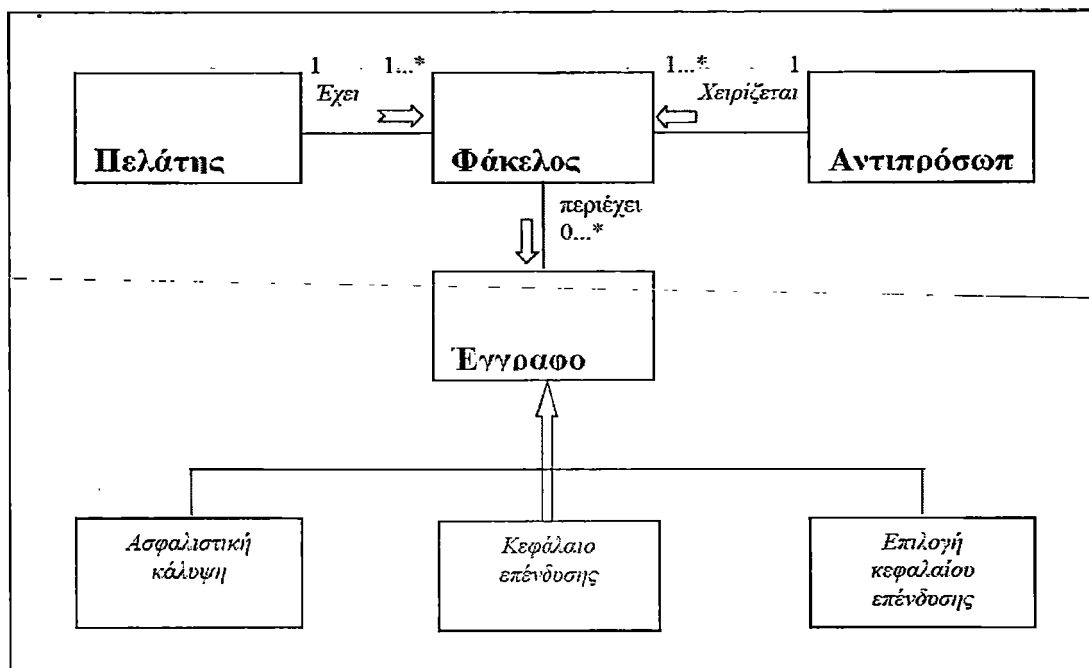 1 1...* 1...* 1
Έχει Χειρίζεται
Πελάτης Φάκελος Αντιπρόσωπ
περιέχει
0...*
Έγγραφο
Ασφαλιστική
κάλυψη
Κεφάλαιο
επένδυσης
Επιλογή
κεφαλαίου
επένδυσης